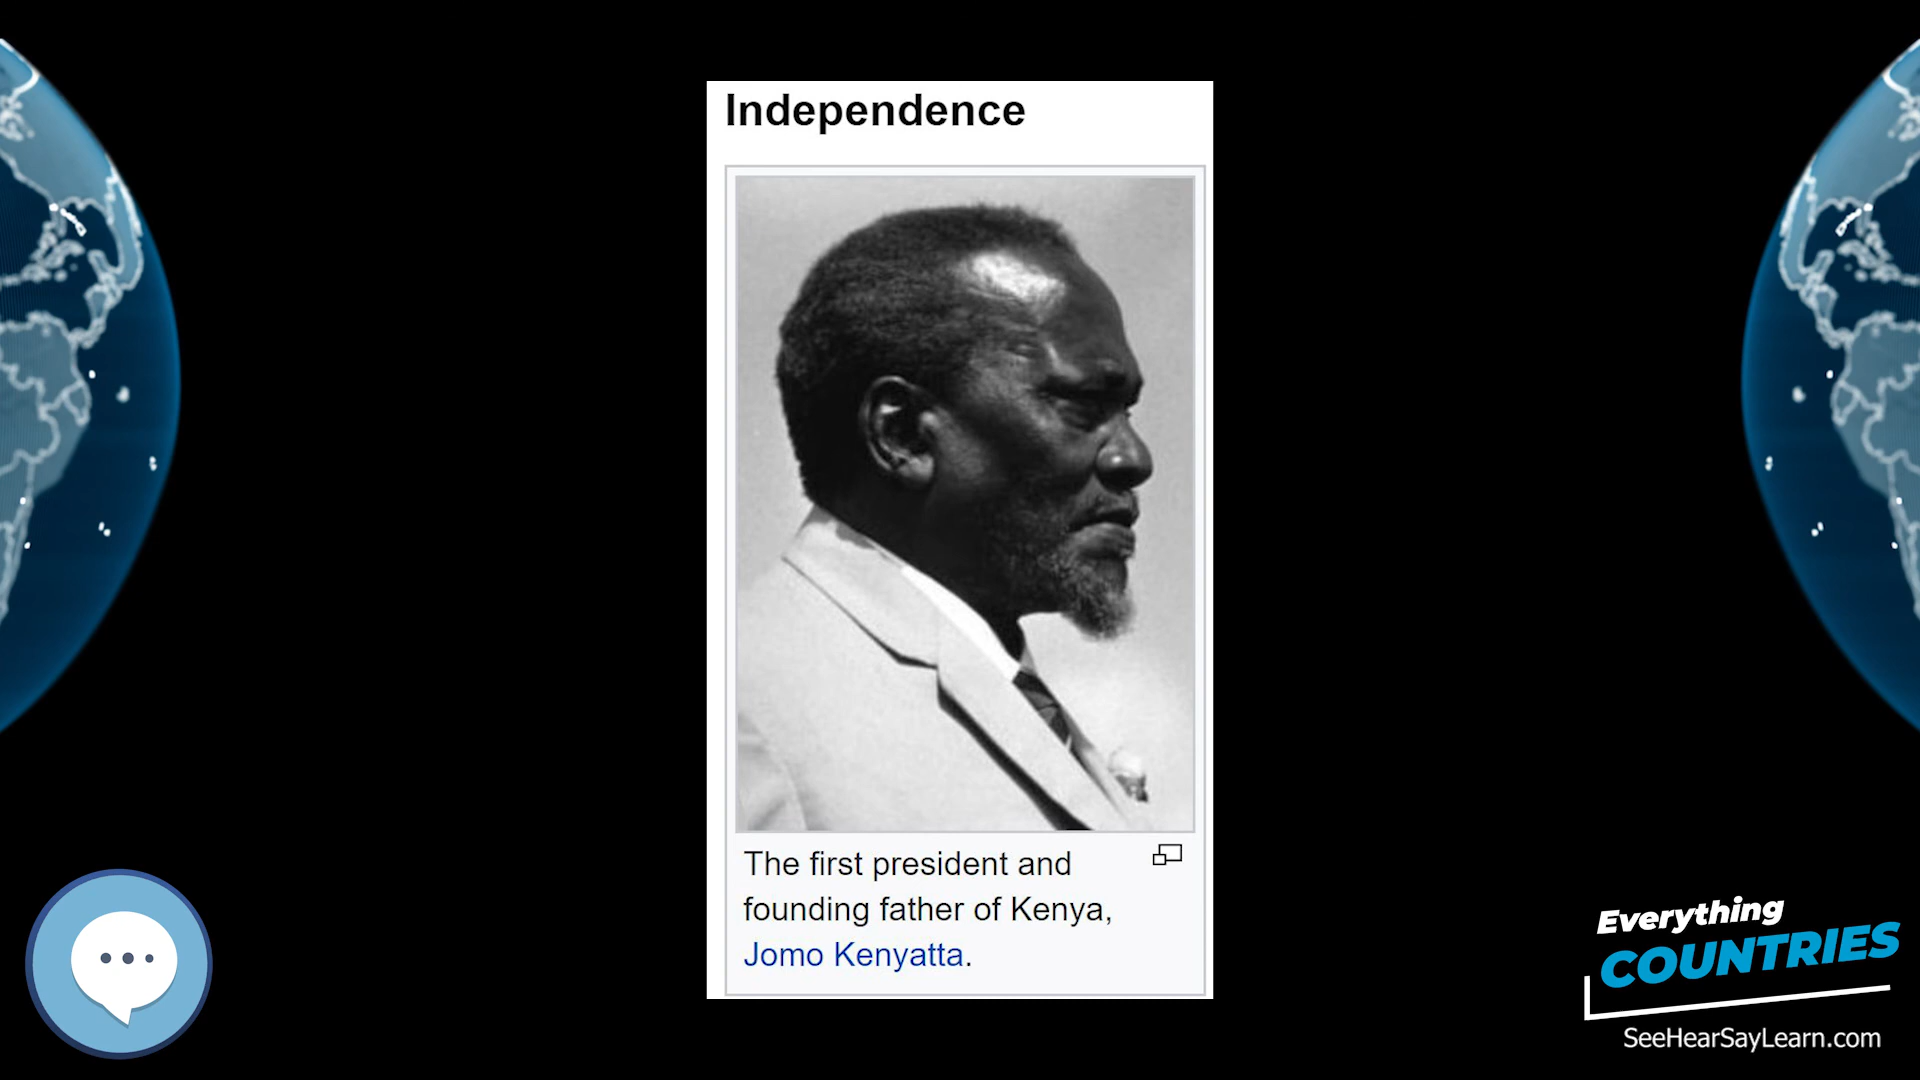 Independence
The first president and
founding father of Kenya,
Jomo Kenyatta.
Everything
COUNTRIES
SeeHearSayLearn.com